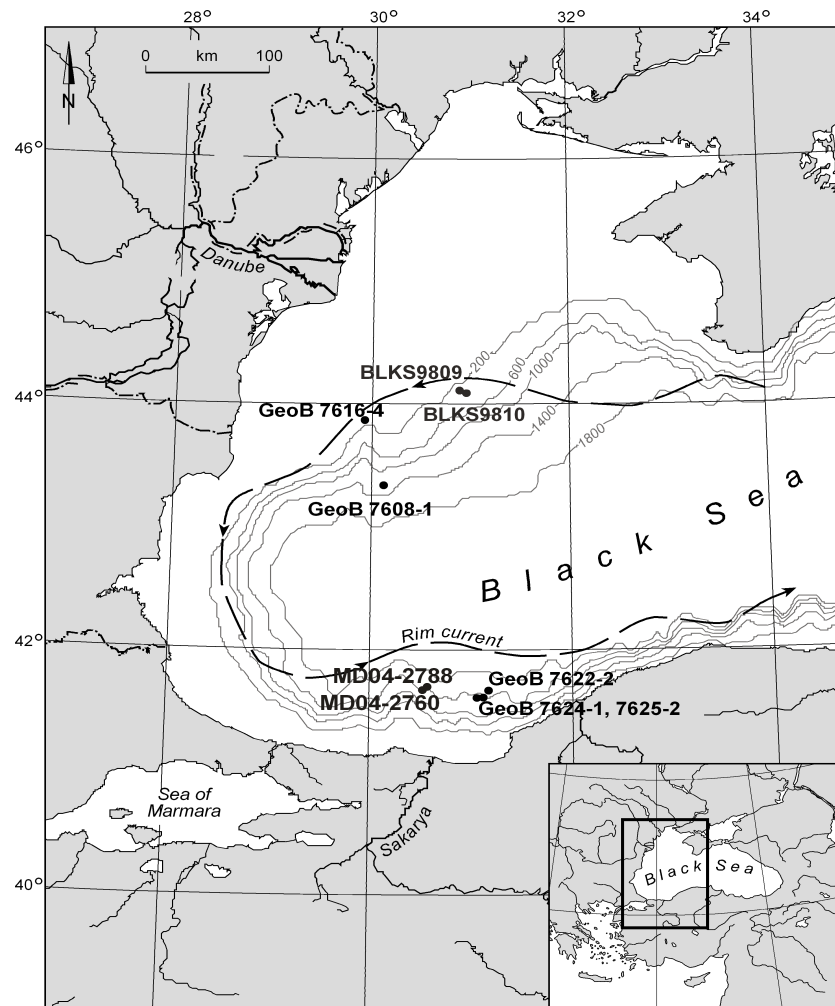 28° 30° 32° 34°
0 km 100
N
46°
Danube
BLKS9809
200
600
1000
44°
GeoB 7616-4
BLKS9810
1400
1800
GeoB 7608-1
Black Sea
42°
Rim current
MD04-2788
GeoB 7622-2
MD04-2760
GeoB 7624-1, 7625-2
Sea of
Marmara
Sakarya
Black Sea
40°